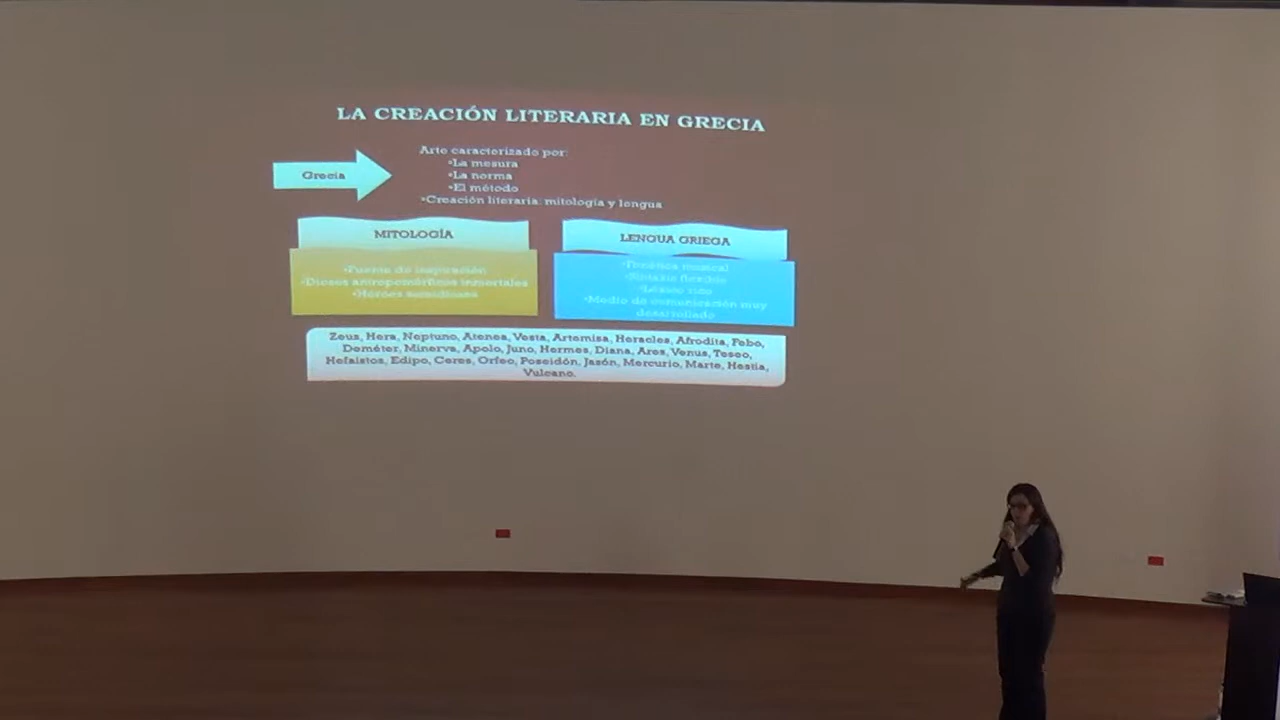 LA CREACIÓN LITERARIA EN GRECIA
Grecia
Arte caracterizado por:
•La mesura
•La norma
•El método
•Creación literaria: mitología y lengua
MITOLOGÍA
•Fuente de inspiración
•Dioses antropomórficos inmortales
•Héroes semidioses
LENGUA GRIEGA
•Fonética musical
•Sintaxis flexible
•Léxico rico
•Medio de comunicación muy
desarrollado
Zeus, Hera, Neptuno, Atenea, Vesta, Artemisa, Heracles, Afrodita, Febo,
Deméter, Minerva, Apolo, Juno, Hermes, Diana, Ares, Venus, Teseo,
Hefaistos, Edipo, Ceres, Orfeo, Poseidón, Jasón, Mercurio, Marte, Hestia,
Vulcano.